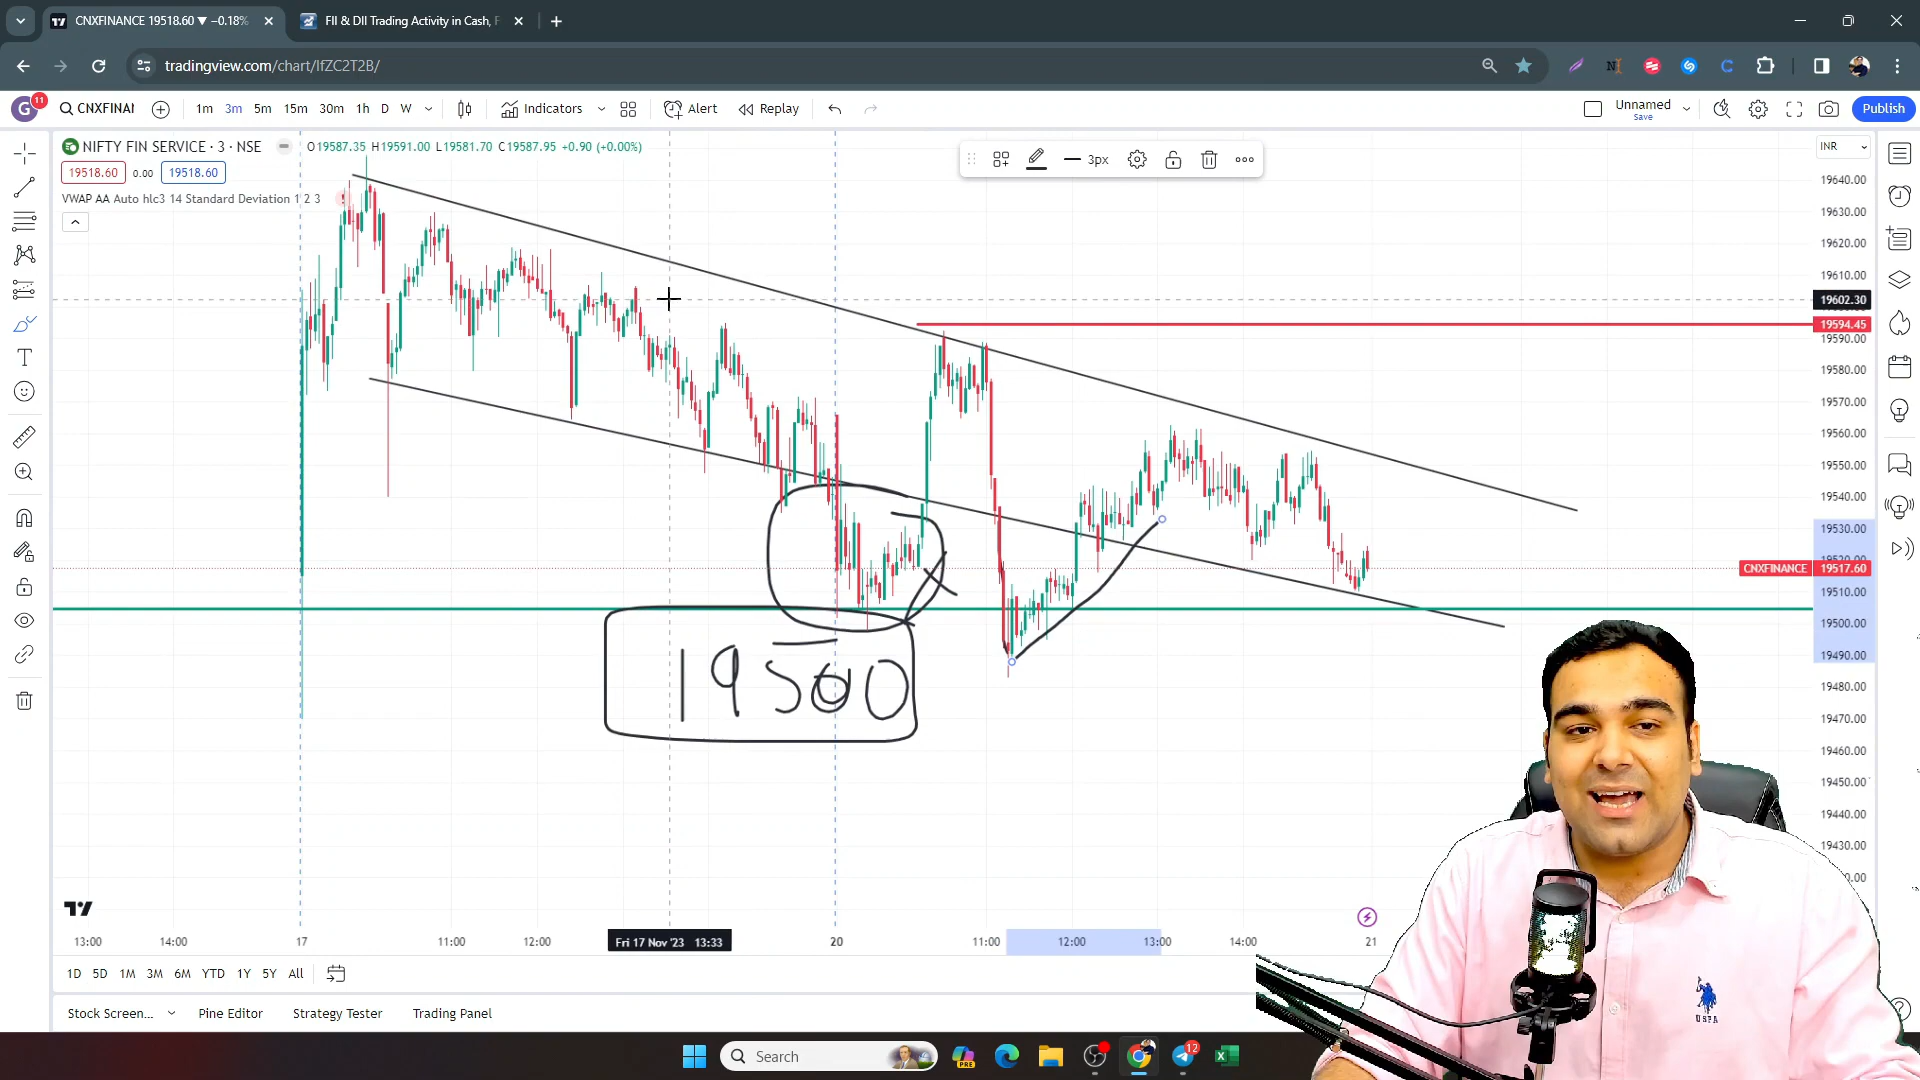 CNXFINANCE 19518.60 ▼ −0.18%
FII & DII Trading Activity in Cash, F
tradingview.com/chart/lfZC2T2B/
G 11 CNXFINAI 1m 3m 5m 15m 30m 1h D W Indicators Alert Replay Unnamed Save Publish
NIFTY FIN SERVICE · 3 · NSE O19587.35 H19591.00 L19581.70 C19587.95 +0.90 (+0.00%)
3px
INR
19518.60 0.00 19518.60
VWAP AA Auto hlc3 14 Standard Deviation 1 2 3
19640.00
19630.00
19620.00
19610.00
19602.30
19594.45
19590.00
19580.00
19570.00
19560.00
19550.00
19540.00
19530.00
CNXFINANCE 19517.60
19510.00
19500.00
19490.00
19480.00
19470.00
19460.00
19450.00
19440.00
19430.00
19500
13:00 14:00 17 11:00 12:00 Fri 17 Nov '23 13:33 20 11:00 12:00 13:00 14:00 21
1D 5D 1M 3M 6M YTD 1Y 5Y All
Stock Screen... Pine Editor Strategy Tester Trading Panel
USPA
Search
PRE
12